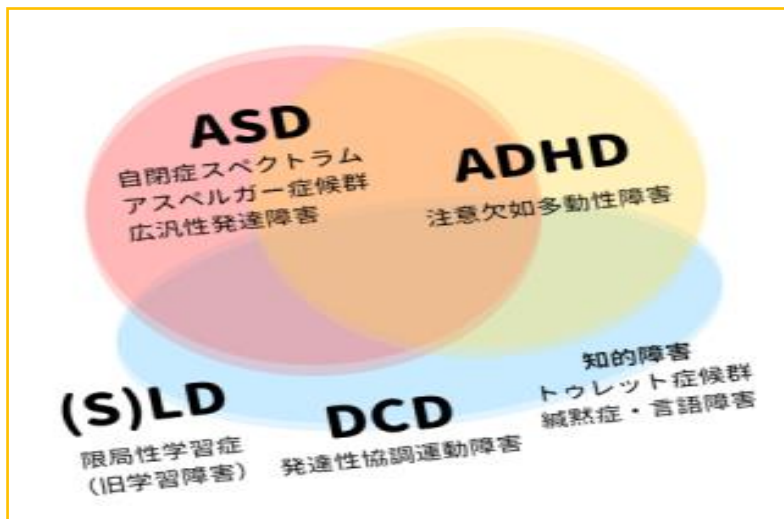 ASD
自閉症スペクトラム
アスペルガー症候群
広汎性発達障害
ADHD
注意欠如多動性障害
(S)LD
限局性学習症
（旧学習障害）
DCD
発達性協調運動障害
知的障害
トゥレット症候群
緘黙症・言語障害